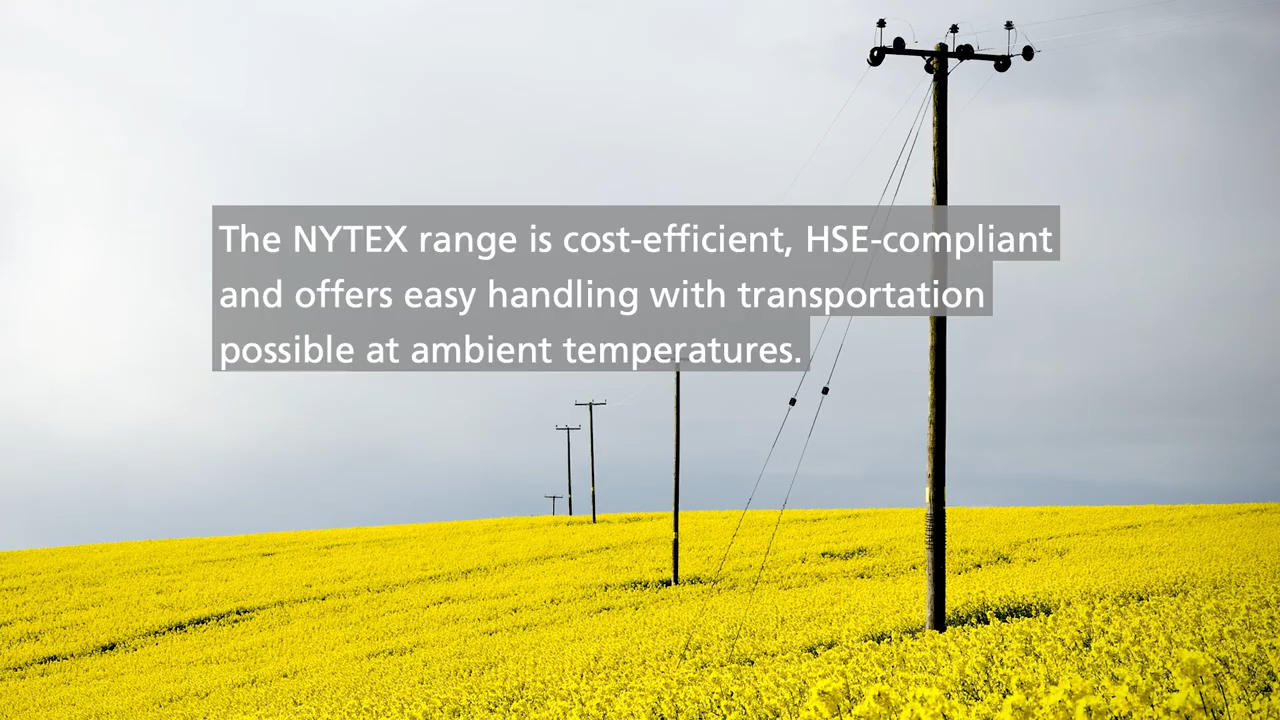 The NYTEX range is cost-efficient, HSE-compliant
and offers easy handling with transportation
possible at ambient temperatures.